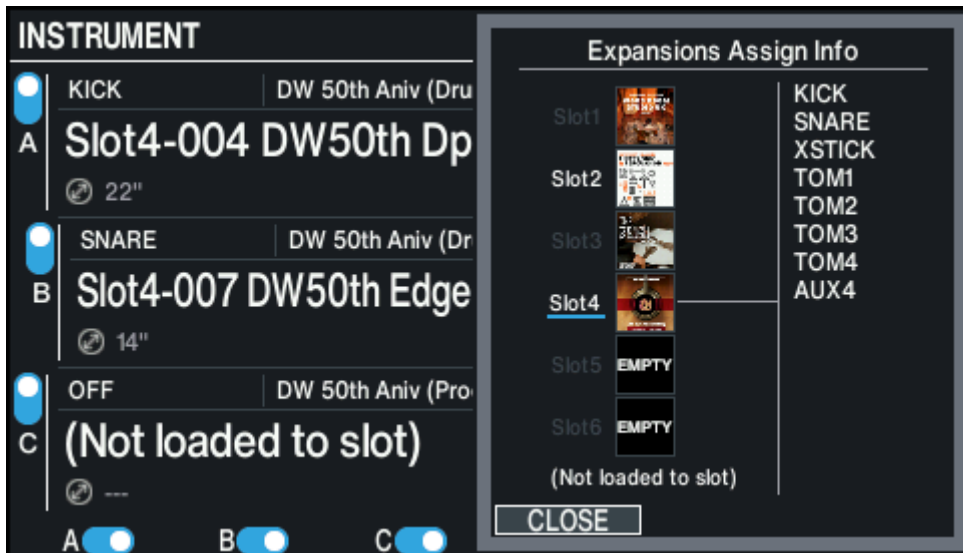 INSTRUMENT
KICK
DW 50th Aniv (Dru
A
Slot4-004 DW50th Dp
22"
SNARE
DW 50th Aniv (Dr
B
Slot4-007 DW50th Edge
14"
OFF
DW 50th Aniv (Pro
C
(Not loaded to slot)
---
A
B
C
Expansions Assign Info
Slot1
Slot2
Slot3
Slot4
Slot5
EMPTY
Slot6
EMPTY
(Not loaded to slot)
KICK
SNARE
XSTICK
TOM1
TOM2
TOM3
TOM4
AUX4
CLOSE